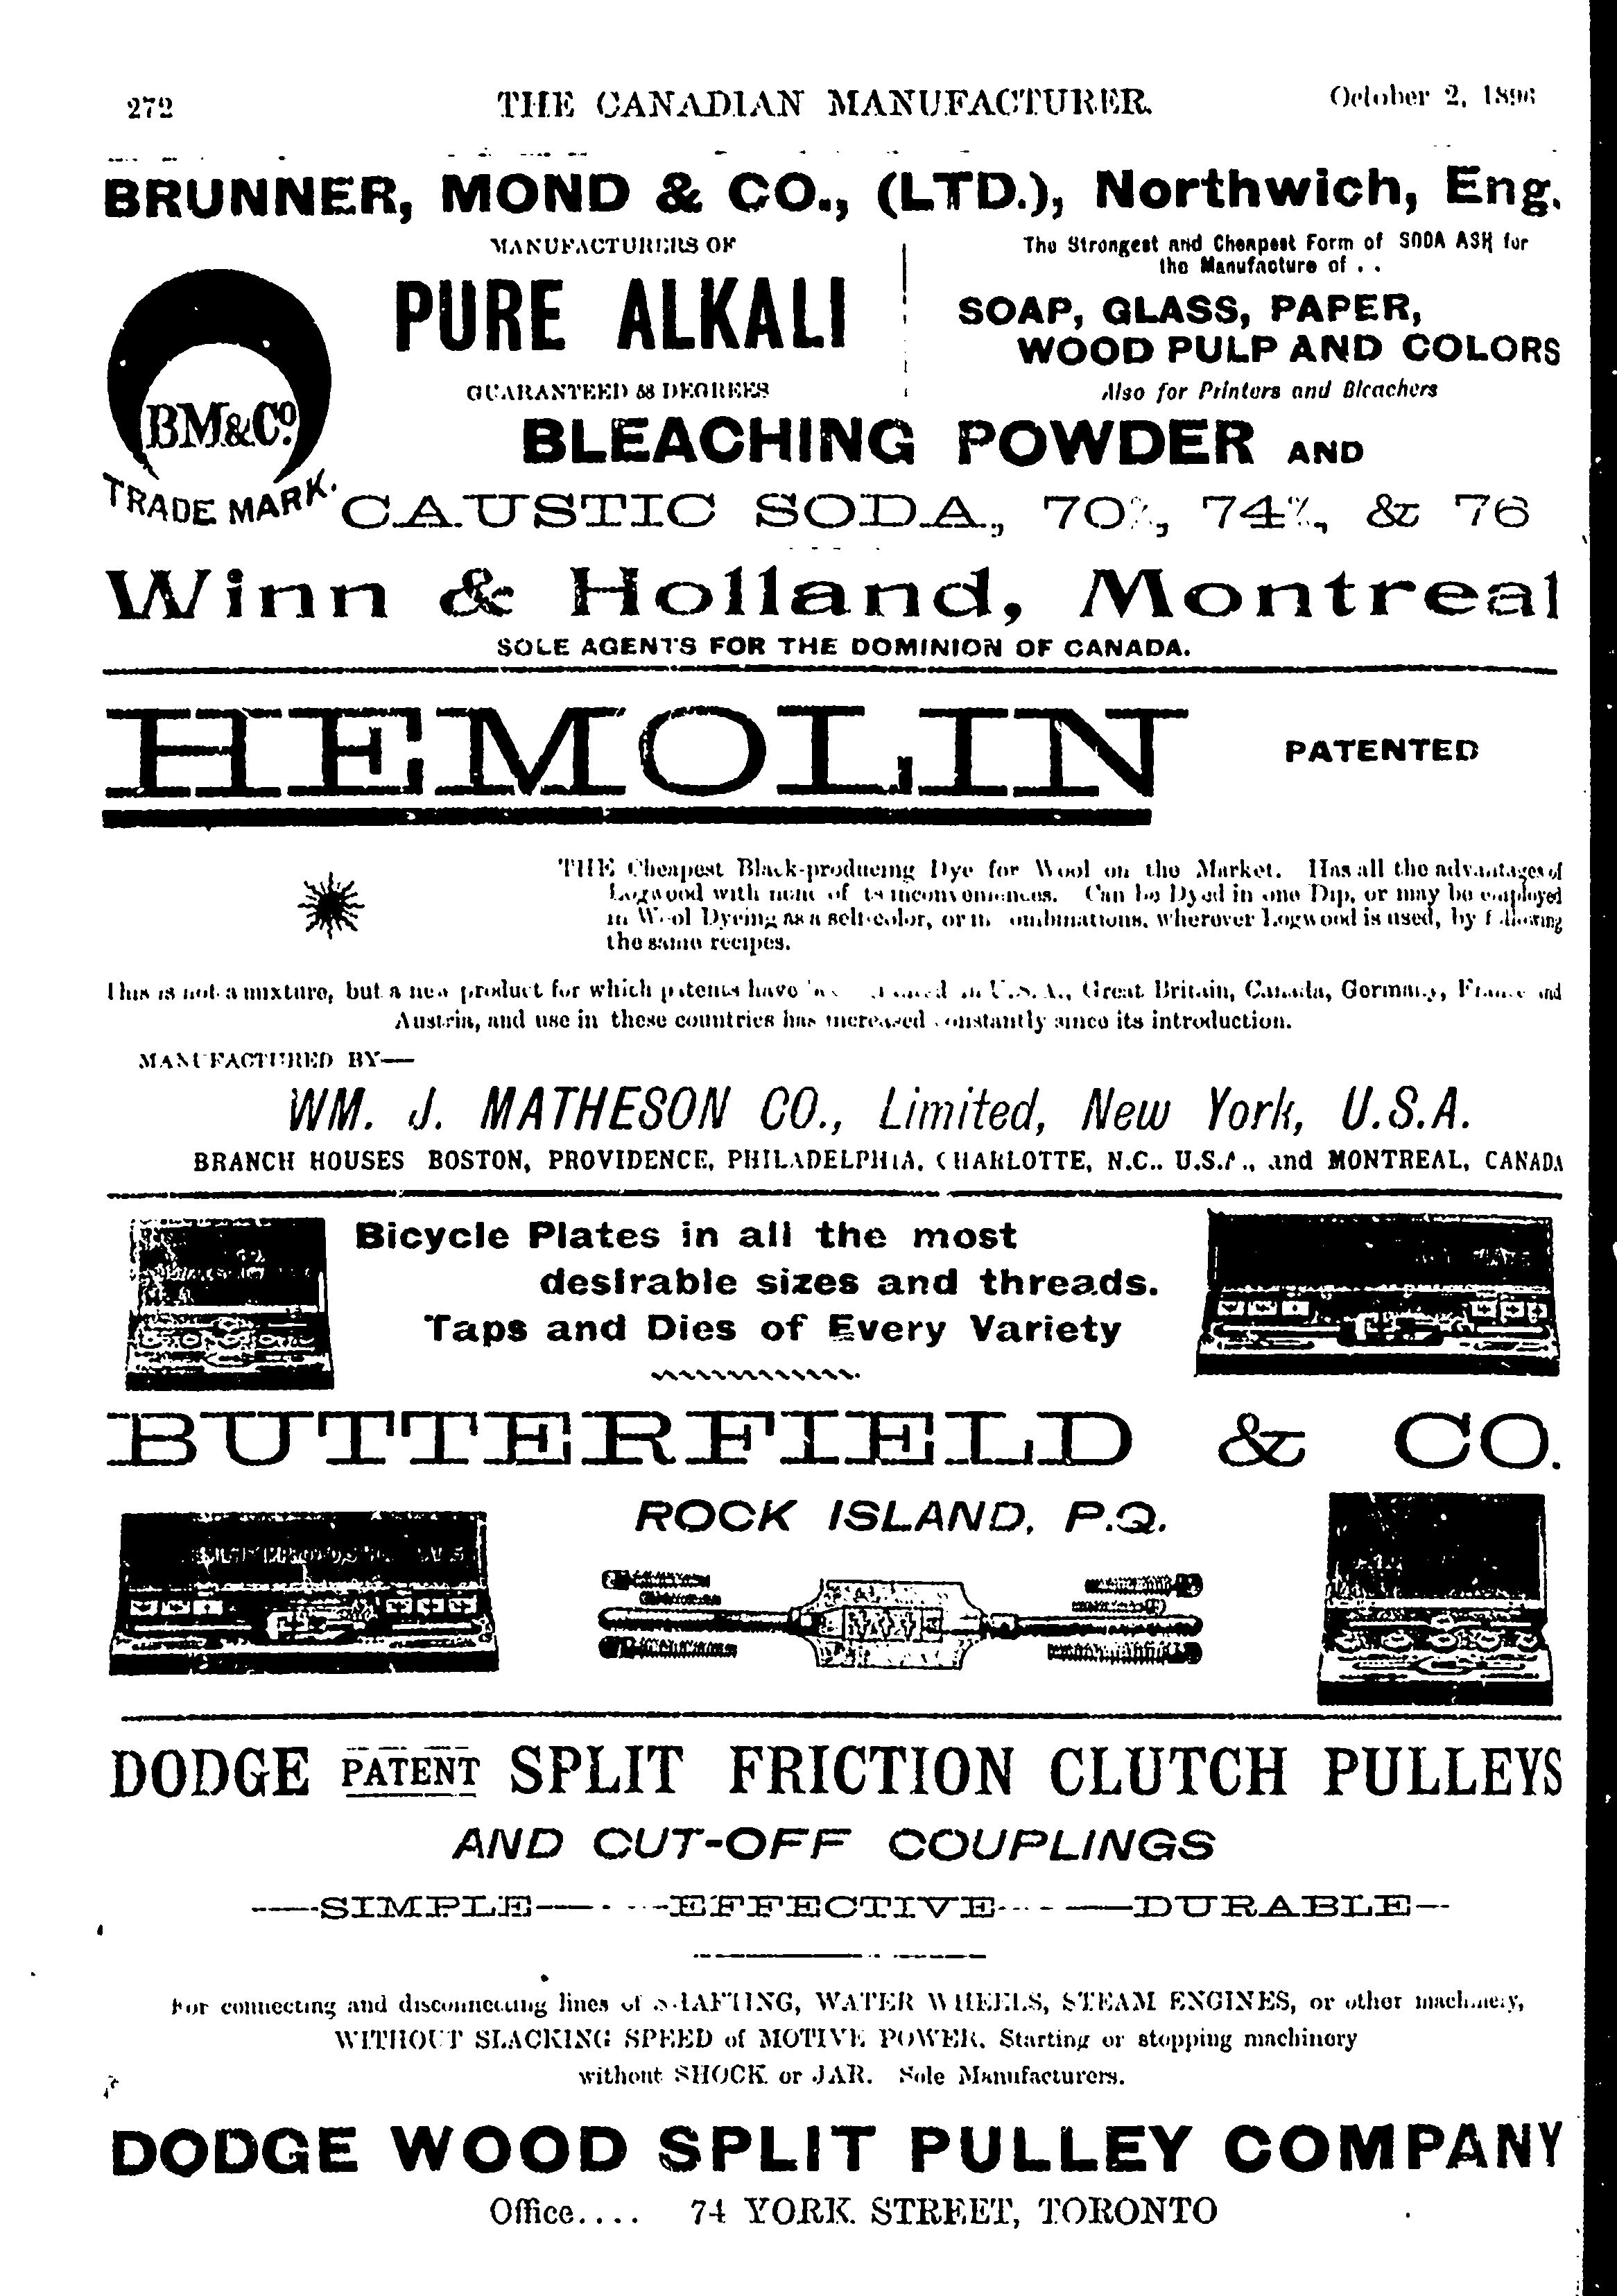 272
THE CANADIAN MANUFACTURER.
October 2, 1896
BRUNNER, MOND & CO., (LTD.), Northwich, Eng.
MANUFACTURERS OF
PURE ALKALI
GUARANTEED 58 DEGREES
The Strongest and Cheapest Form of SODA ASH for
the Manufacture of . .
SOAP, GLASS, PAPER,
WOOD PULP AND COLORS
Also for Printers and Bleachers
BM&Co.
TRADE MARK.
BLEACHING POWDER AND
CAUSTIC SODA, 70%, 74%, & 76
Winn & Holland, Montreal
SOLE AGENTS FOR THE DOMINION OF CANADA.
HEMOLIN
PATENTED
THE Cheapest Black-producing Dye for Wool on the Market. Has all the advantages of
Logwood with none of its inconveniences. Can be Dyed in one Dip, or may be employed
in Wool Dyeing as a self-color, or in combinations, wherever Logwood is used, by following
the same recipes.
This is not a mixture, but a new product for which patents have in U.S.A., Great Britain, Canada, Germany, France and
Austria, and use in these countries has increased constantly since its introduction.
MANUFACTURED BY—
WM. J. MATHESON CO., Limited, New York, U.S.A.
BRANCH HOUSES BOSTON, PROVIDENCE, PHILADELPHIA, CHARLOTTE, N.C., U.S.A., and MONTREAL, CANADA
Bicycle Plates in all the most
desirable sizes and threads.
Taps and Dies of Every Variety
BUTTERFIELD & CO.
ROCK ISLAND, P.Q.
DODGE PATENT SPLIT FRICTION CLUTCH PULLEYS
AND CUT-OFF COUPLINGS
SIMPLE EFFECTIVE DURABLE
For connecting and disconnecting lines of SHAFTING, WATER WHEELS, STEAM ENGINES, or other machinery,
WITHOUT SLACKING SPEED of MOTIVE POWER. Starting or stopping machinery
without SHOCK or JAR. Sole Manufacturers.
DODGE WOOD SPLIT PULLEY COMPANY
Office.... 74 YORK STREET, TORONTO